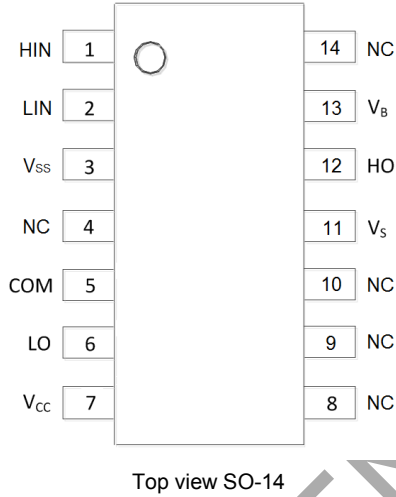 HIN 1 14 NC
LIN 2 13 VB
VSS 3 12 HO
NC 4 11 VS
COM 5 10 NC
LO 6 9 NC
VCC 7 8 NC
Top view SO-14